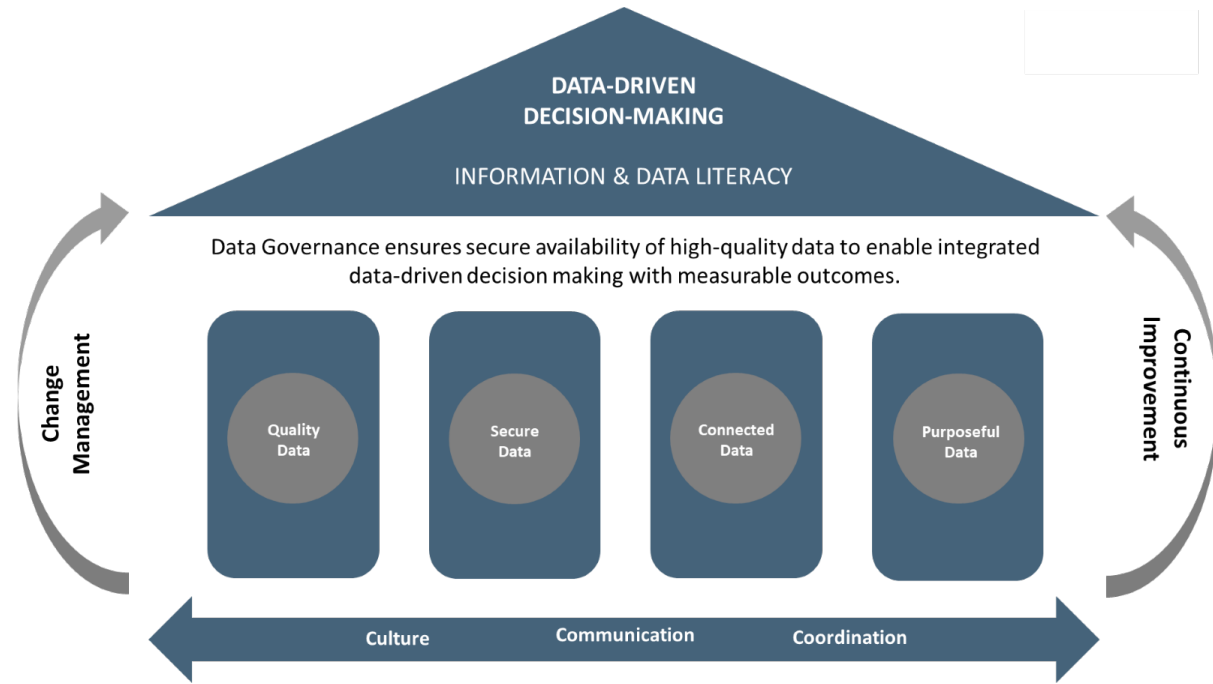 DATA-DRIVEN
DECISION-MAKING
INFORMATION & DATA LITERACY
Data Governance ensures secure availability of high-quality data to enable integrated
data-driven decision making with measurable outcomes.
Change
Management
Quality
Data
Secure
Data
Connected
Data
Purposeful
Data
Continuous
Improvement
Culture
Communication
Coordination